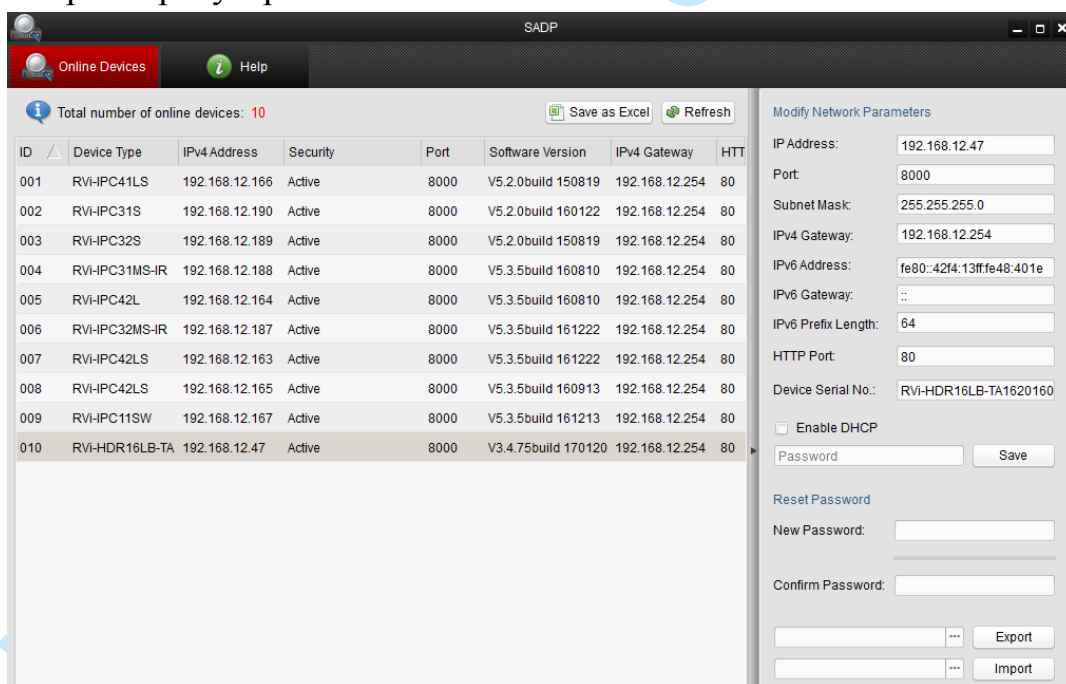 SADP
Online Devices Help
Total number of online devices: 10 Save as Excel Refresh
ID Device Type IPv4 Address Security Port Software Version IPv4 Gateway HTT
001 RVi-IPC41LS 192.168.12.166 Active 8000 V5.2.0build 150819 192.168.12.254 80
002 RVi-IPC31S 192.168.12.190 Active 8000 V5.2.0build 160122 192.168.12.254 80
003 RVi-IPC32S 192.168.12.189 Active 8000 V5.2.0build 150819 192.168.12.254 80
004 RVi-IPC31MS-IR 192.168.12.188 Active 8000 V5.3.5build 160810 192.168.12.254 80
005 RVi-IPC42L 192.168.12.164 Active 8000 V5.3.5build 160810 192.168.12.254 80
006 RVi-IPC32MS-IR 192.168.12.187 Active 8000 V5.3.5build 161222 192.168.12.254 80
007 RVi-IPC42LS 192.168.12.163 Active 8000 V5.3.5build 161222 192.168.12.254 80
008 RVi-IPC42LS 192.168.12.165 Active 8000 V5.3.5build 160913 192.168.12.254 80
009 RVi-IPC11SW 192.168.12.167 Active 8000 V5.3.5build 161213 192.168.12.254 80
010 RVi-HDR16LB-TA 192.168.12.47 Active 8000 V3.4.75build 170120 192.168.12.254 80
Modify Network Parameters
IP Address: 192.168.12.47
Port: 8000
Subnet Mask: 255.255.255.0
IPv4 Gateway: 192.168.12.254
IPv6 Address: fe80::42f4:13ff:fe48:401e
IPv6 Gateway: ::
IPv6 Prefix Length: 64
HTTP Port: 80
Device Serial No.: RVi-HDR16LB-TA1620160
Enable DHCP
Password Save
Reset Password
New Password:
Confirm Password:
... Export
... Import